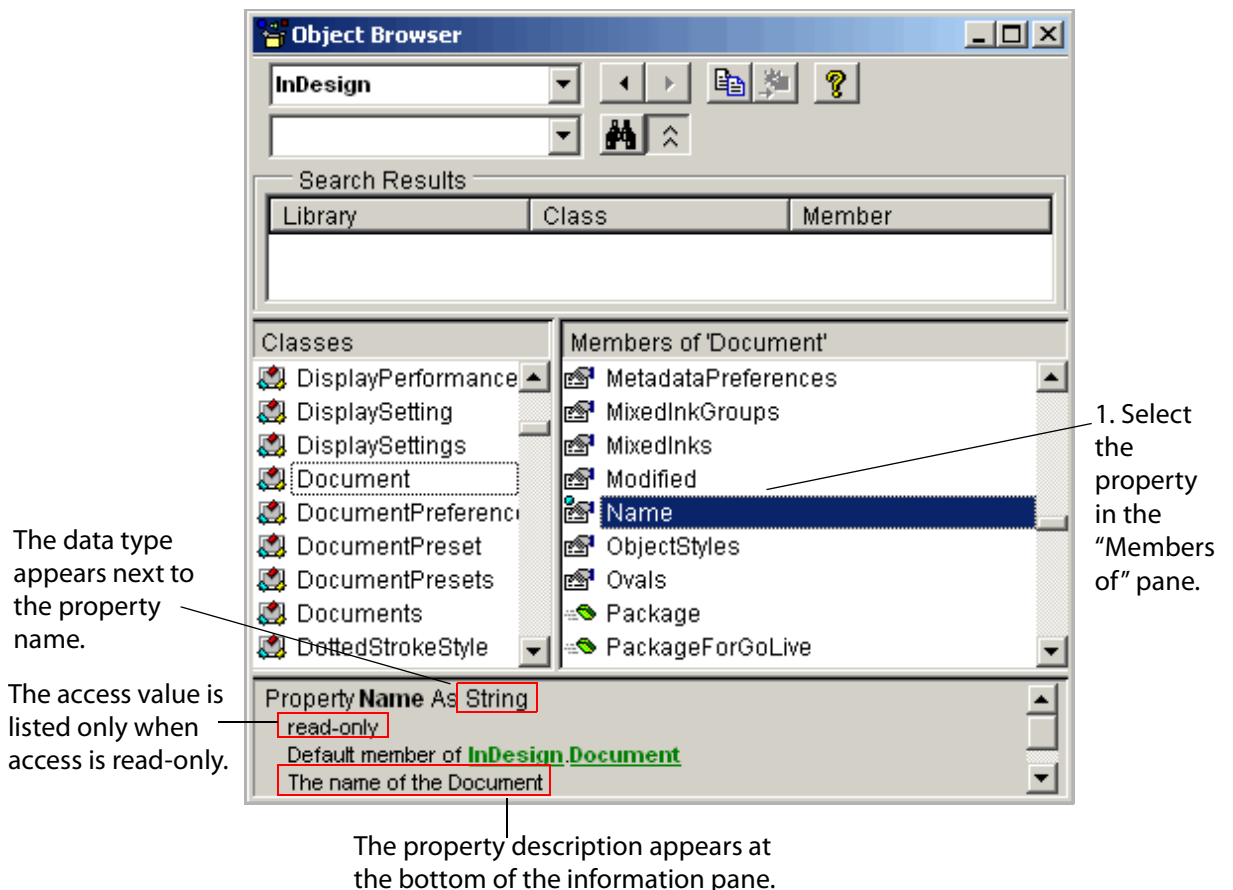 Object Browser
InDesign
Search Results
Library Class Member
Classes
DisplayPerformance
DisplaySetting
DisplaySettings
Document
DocumentPreferenc
DocumentPreset
DocumentPresets
Documents
DottedStrokeStyle
Members of 'Document'
MetadataPreferences
MixedInkGroups
MixedInks
Modified
Name
ObjectStyles
Ovals
Package
PackageForGoLive
1. Select
the
property
in the
“Members
of” pane.
The data type
appears next to
the property
name.
The access value is
listed only when
access is read-only.
Property Name As String
read-only
Default member of InDesign.Document
The name of the Document
The property description appears at
the bottom of the information pane.